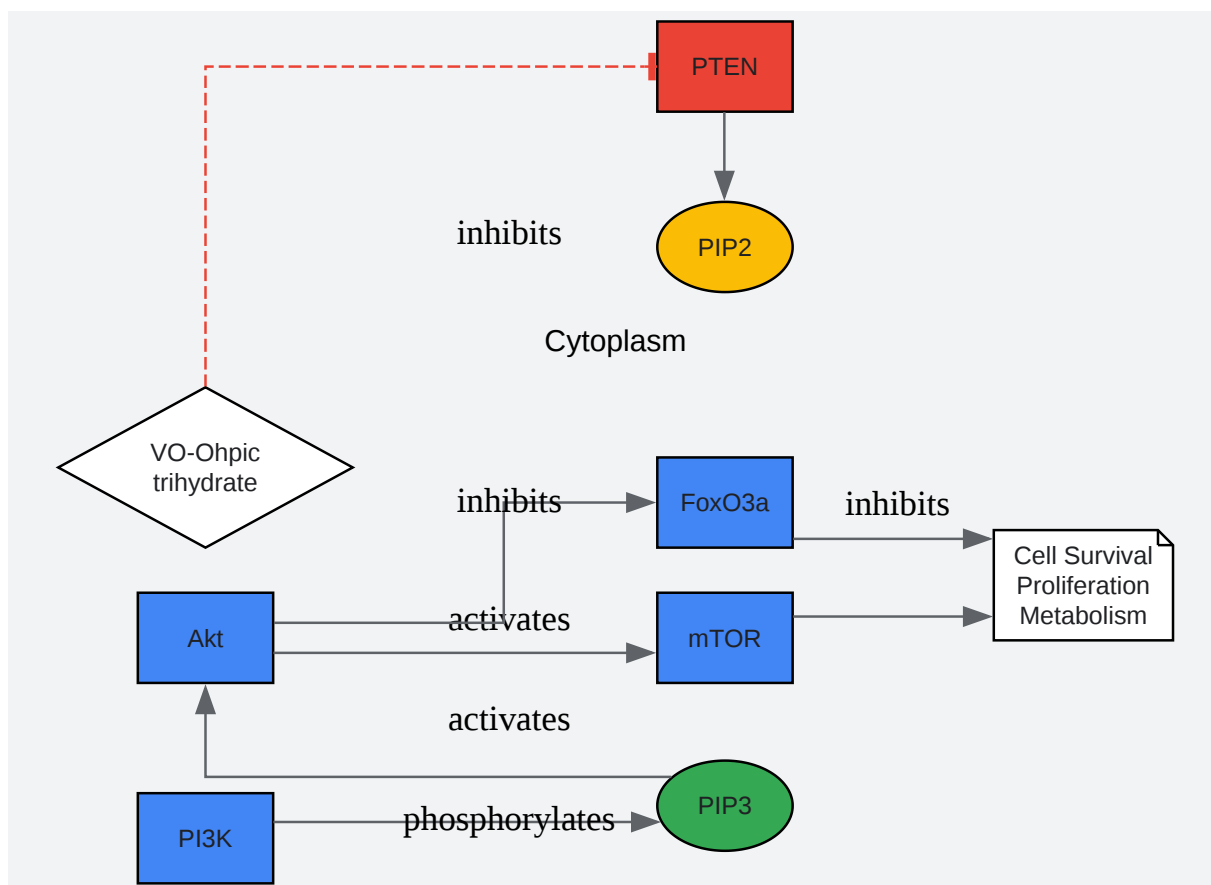 PTEN
inhibits
PIP2
Cytoplasm
VO-Ohpic
trihydrate
inhibits
FoxO3a
inhibits
Cell Survival
Proliferation
Metabolism
Akt
activates
mTOR
activates
PIP3
PI3K
phosphorylates